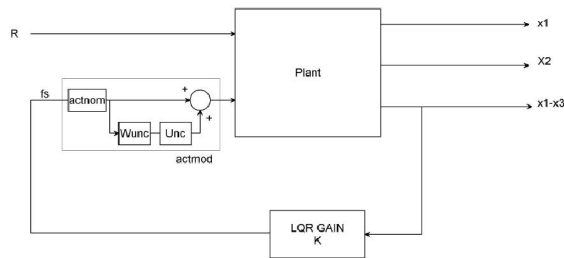 R
x1
X2
Plant
fs
actnom
+
+
x1-x3
Wunc
Unc
actmod
LQR GAIN
K